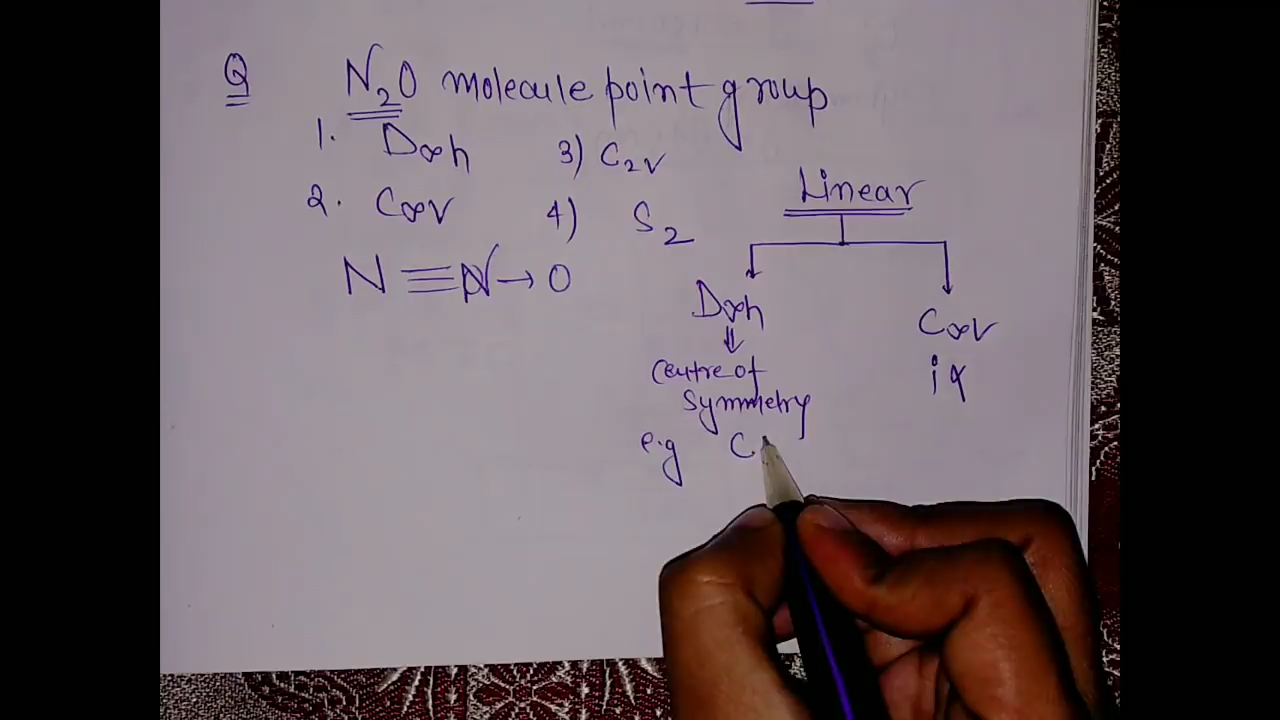 Q N₂O molecule point group
1. D∞h 3) C₂v
2. C∞v 4) S₂
N≡N→O
Linear
D∞h C∞v
Centre of i
Symmetry
e.g C